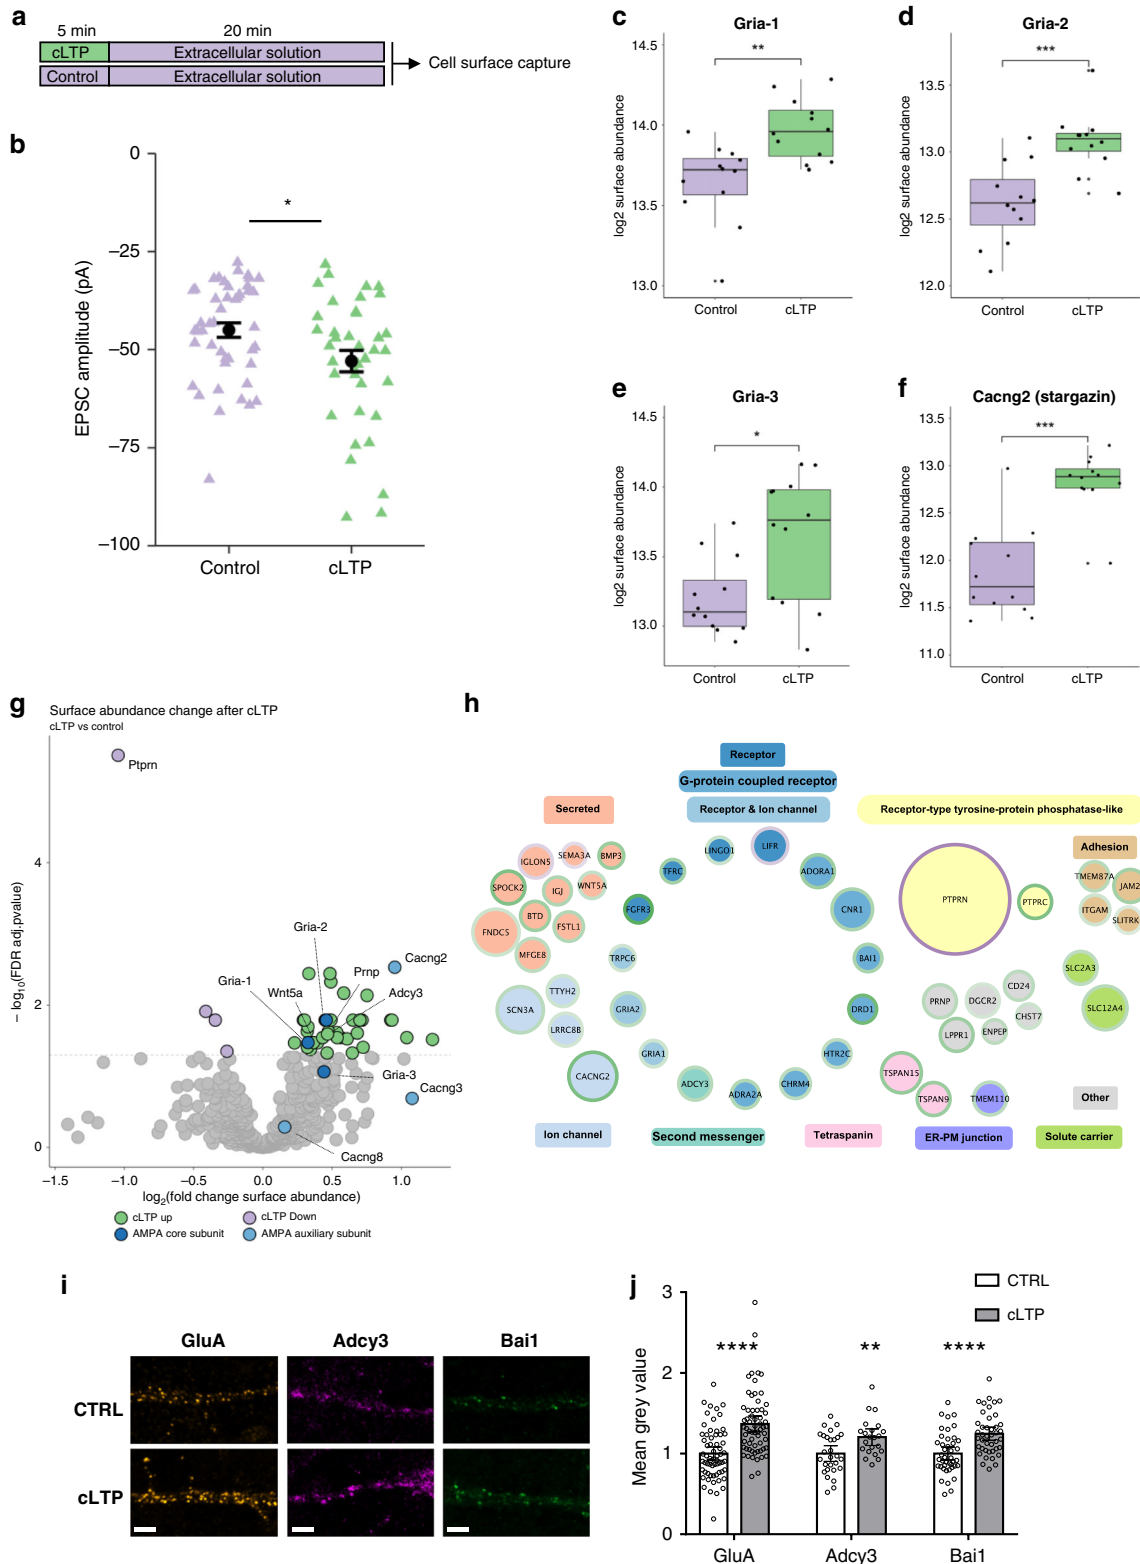 a
5 min
20 min
cLTP
Extracellular solution
Control
Extracellular solution
Cell surface capture
b
0
−25
−50
−75
−100
EPSC amplitude (pA)
*
Control
cLTP
c
Gria-1
14.5
14.0
13.5
13.0
log2 surface abundance
**
Control
cLTP
d
Gria-2
13.5
13.0
12.5
12.0
log2 surface abundance
***
Control
cLTP
e
Gria-3
14.5
14.0
13.5
13.0
log2 surface abundance
*
Control
cLTP
f
Cacng2 (stargazin)
13.5
13.0
12.5
12.0
11.5
11.0
log2 surface abundance
***
Control
cLTP
g
Surface abundance change after cLTP
cLTP vs control
Ptprn
4
2
0
− log10(FDR adj.pvalue)
Gria-2
Cacng2
Gria-1
Prnp
Wnt5a
Adcy3
Gria-3
Cacng3
Cacng8
−1.5
−1.0
−0.5
0.0
0.5
1.0
log2(fold change surface abundance)
cLTP up
cLTP Down
AMPA core subunit
AMPA auxiliary subunit
h
Receptor
G-protein coupled receptor
Secreted
Receptor & Ion channel
Receptor-type tyrosine-protein phosphatase-like
Adhesion
IGLON5
SEMA3A
BMP3
LINGO1
LIFR
TFRC
ADORA1
TMEM87A
JAM2
SPOCK2
IGJ
WNT5A
FGFR3
CNR1
PTPRN
PTPRC
ITGAM
SLITRK
BTD
FSTL1
FNDC5
MFGE8
TRPC6
BAI1
SLC2A3
TTYH2
SCN3A
LRRC8B
GRIA2
DRD1
PRNP
DGCR2
CD24
CHST7
SLC12A4
LPPR1
ENPEP
GRIA1
HTR2C
CACNG2
ADCY3
ADRA2A
CHRM4
TSPAN15
TSPAN9
TMEM110
Other
Ion channel
Second messenger
Tetraspanin
ER-PM junction
Solute carrier
i
GluA
Adcy3
Bai1
CTRL
cLTP
j
CTRL
cLTP
3
2
1
0
Mean grey value
****
**
****
GluA
Adcy3
Bai1